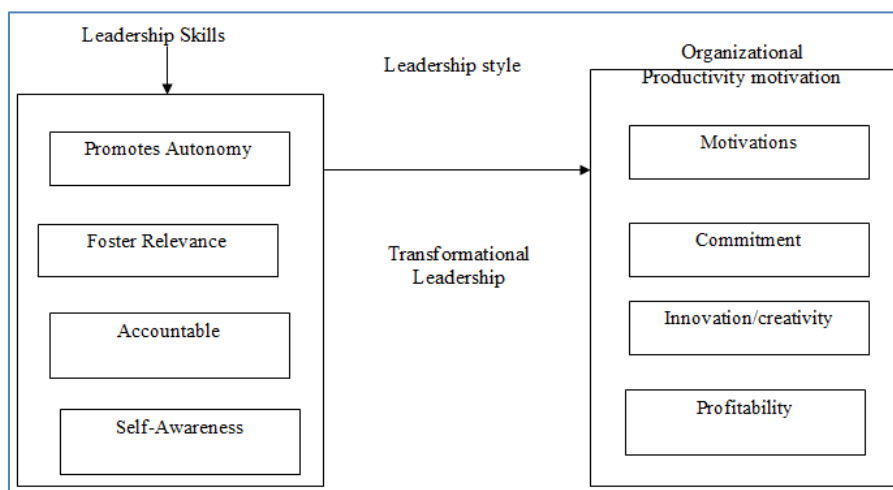 Leadership Skills
Promotes Autonomy
Foster Relevance
Accountable
Self-Awareness
Leadership style
Transformational
Leadership
Organizational
Productivity motivation
Motivations
Commitment
Innovation/creativity
Profitability